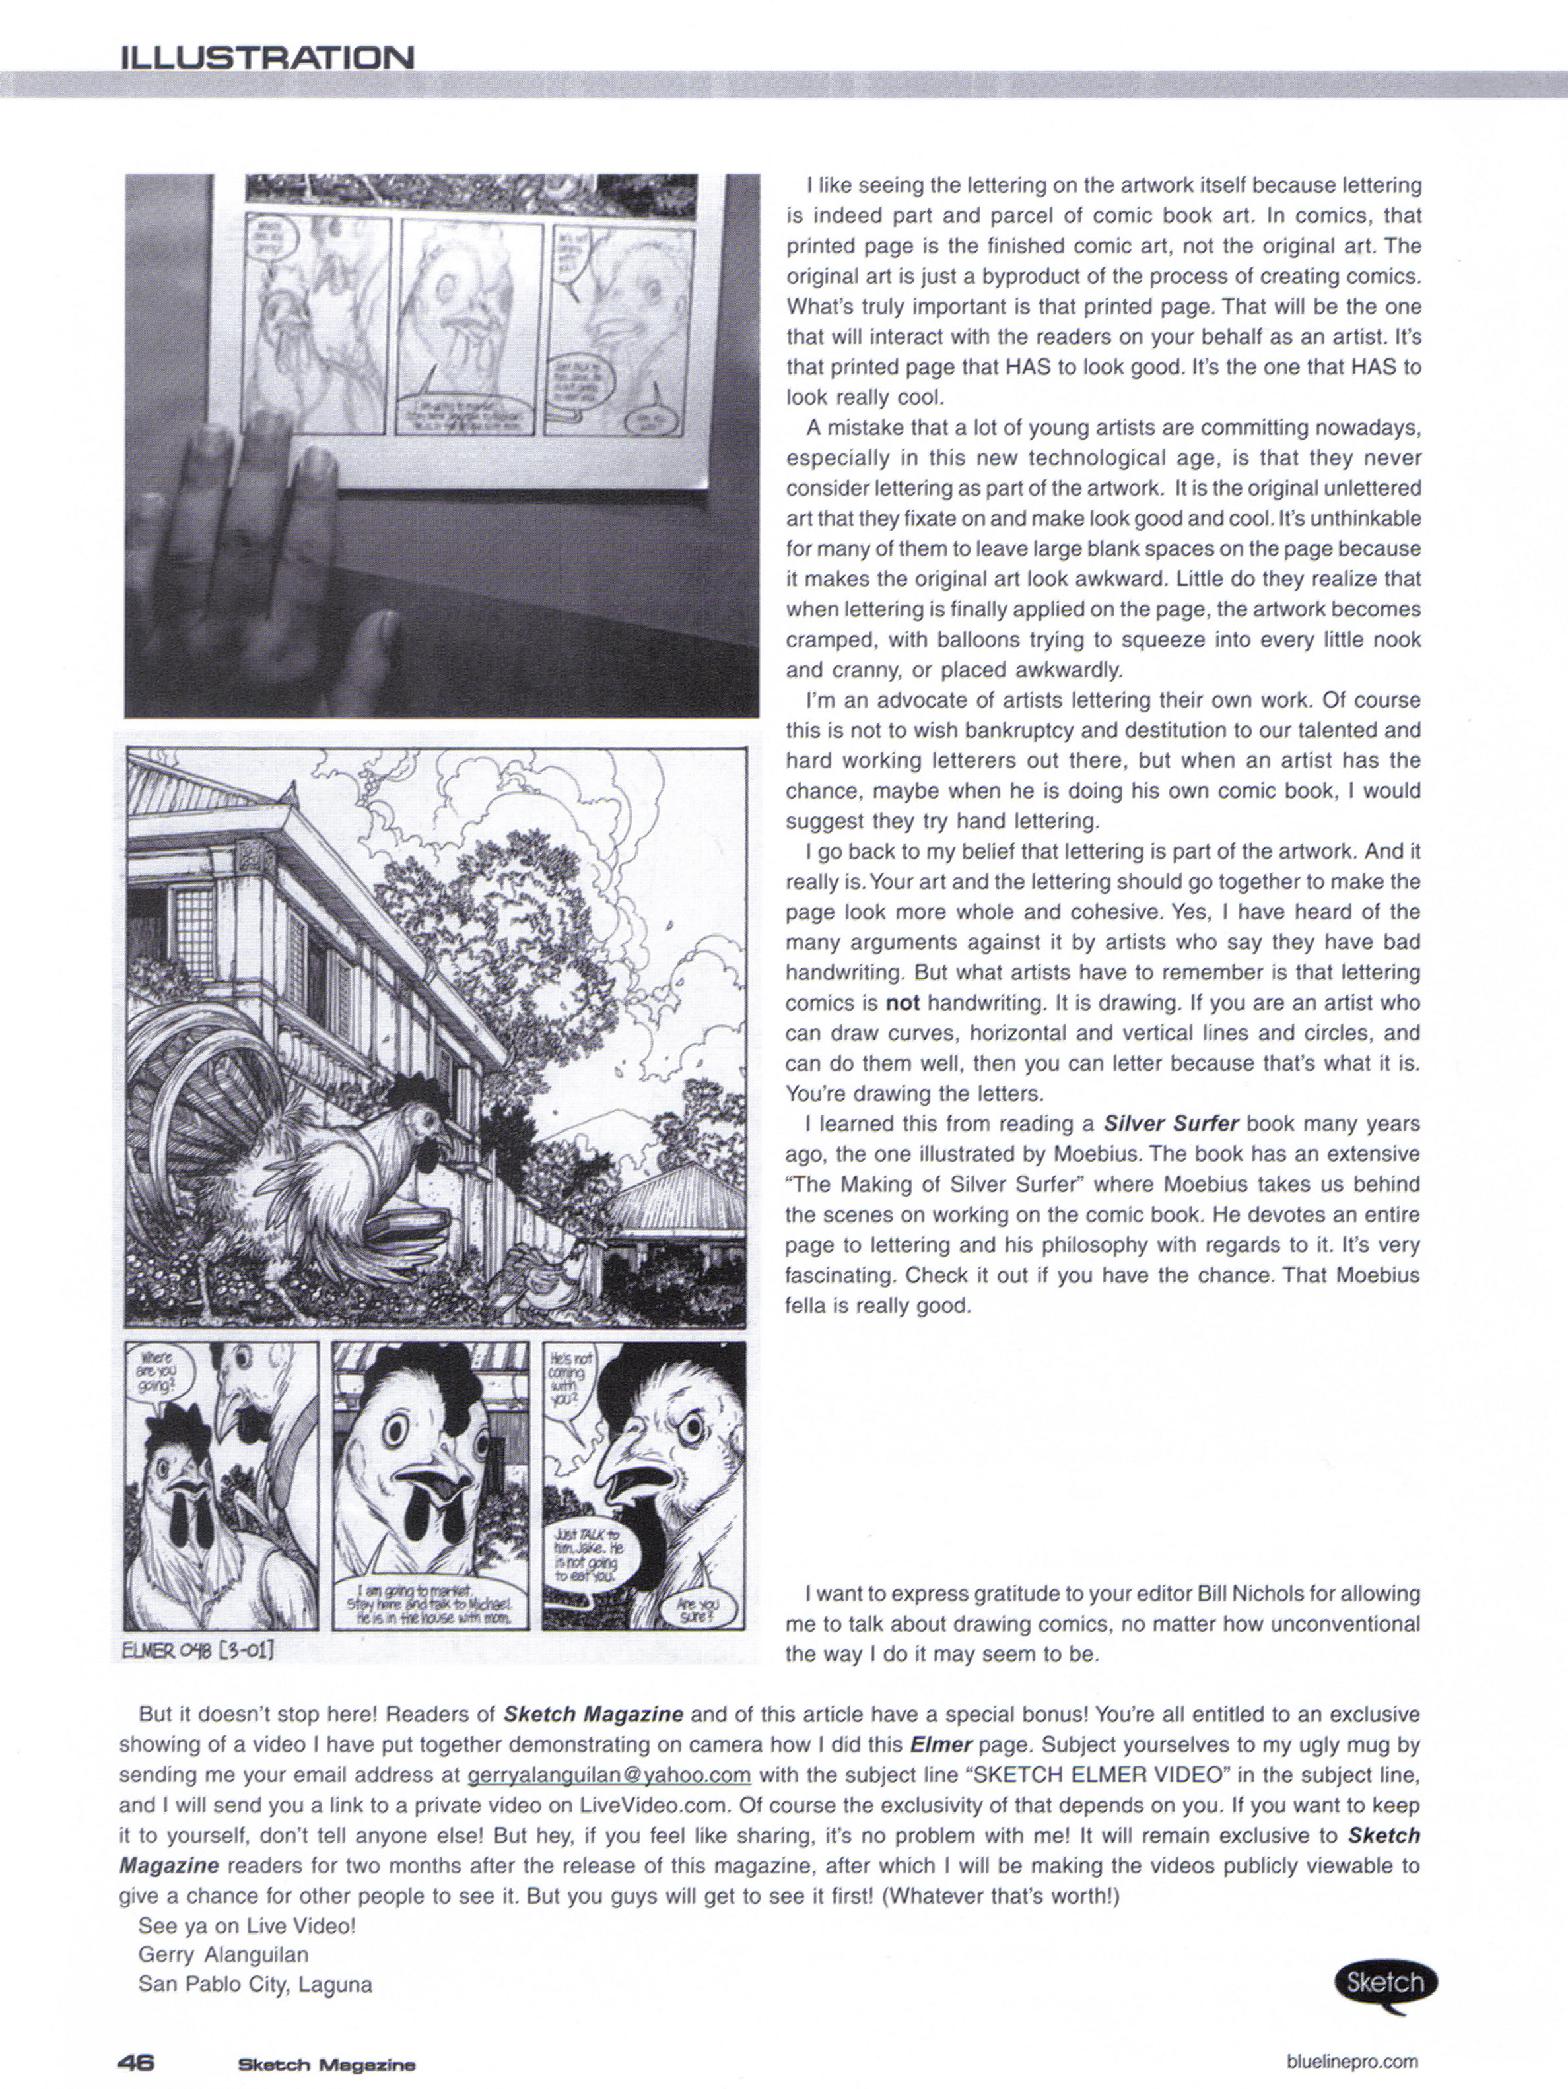 ILLUSTRATION
I like seeing the lettering on the artwork itself because lettering
is indeed part and parcel of comic book art. In comics, that
printed page is the finished comic art, not the original art. The
original art is just a byproduct of the process of creating comics.
What's truly important is that printed page. That will be the one
that will interact with the readers on your behalf as an artist. It's
that printed page that HAS to look good. It's the one that HAS to
look really cool.
A mistake that a lot of young artists are committing nowadays,
especially in this new technological age, is that they never
consider lettering as part of the artwork. It is the original unlettered
art that they fixate on and make look good and cool. It's unthinkable
for many of them to leave large blank spaces on the page because
it makes the original art look awkward. Little do they realize that
when lettering is finally applied on the page, the artwork becomes
cramped, with balloons trying to squeeze into every little nook
and cranny, or placed awkwardly.
I'm an advocate of artists lettering their own work. Of course
this is not to wish bankruptcy and destitution to our talented and
hard working letterers out there, but when an artist has the
chance, maybe when he is doing his own comic book, I would
suggest they try hand lettering.
I go back to my belief that lettering is part of the artwork. And it
really is. Your art and the lettering should go together to make the
page look more whole and cohesive. Yes, I have heard of the
many arguments against it by artists who say they have bad
handwriting. But what artists have to remember is that lettering
comics is not handwriting. It is drawing. If you are an artist who
can draw curves, horizontal and vertical lines and circles, and
can do them well, then you can letter because that's what it is.
You're drawing the letters.
I learned this from reading a Silver Surfer book many years
ago, the one illustrated by Moebius. The book has an extensive
"The Making of Silver Surfer" where Moebius takes us behind
the scenes on working on the comic book. He devotes an entire
page to lettering and his philosophy with regards to it. It's very
fascinating. Check it out if you have the chance. That Moebius
fella is really good.
Where
are you
going?
I am going to market.
Stay here and talk to Michael.
He is in the house with mom.
He's not
coming
with
you?
Just TALK to
him, Jake. He
is not going
to eat you.
Are you
sure?
ELMER 048 [3-01]
I want to express gratitude to your editor Bill Nichols for allowing
me to talk about drawing comics, no matter how unconventional
the way I do it may seem to be.
But it doesn't stop here! Readers of Sketch Magazine and of this article have a special bonus! You're all entitled to an exclusive
showing of a video I have put together demonstrating on camera how I did this Elmer page. Subject yourselves to my ugly mug by
sending me your email address at gerryalanguilan@yahoo.com with the subject line "SKETCH ELMER VIDEO" in the subject line,
and I will send you a link to a private video on LiveVideo.com. Of course the exclusivity of that depends on you. If you want to keep
it to yourself, don't tell anyone else! But hey, if you feel like sharing, it's no problem with me! It will remain exclusive to Sketch
Magazine readers for two months after the release of this magazine, after which I will be making the videos publicly viewable to
give a chance for other people to see it. But you guys will get to see it first! (Whatever that's worth!)
See ya on Live Video!
Gerry Alanguilan
San Pablo City, Laguna
Sketch
46
Sketch Magazine
bluelinepro.com